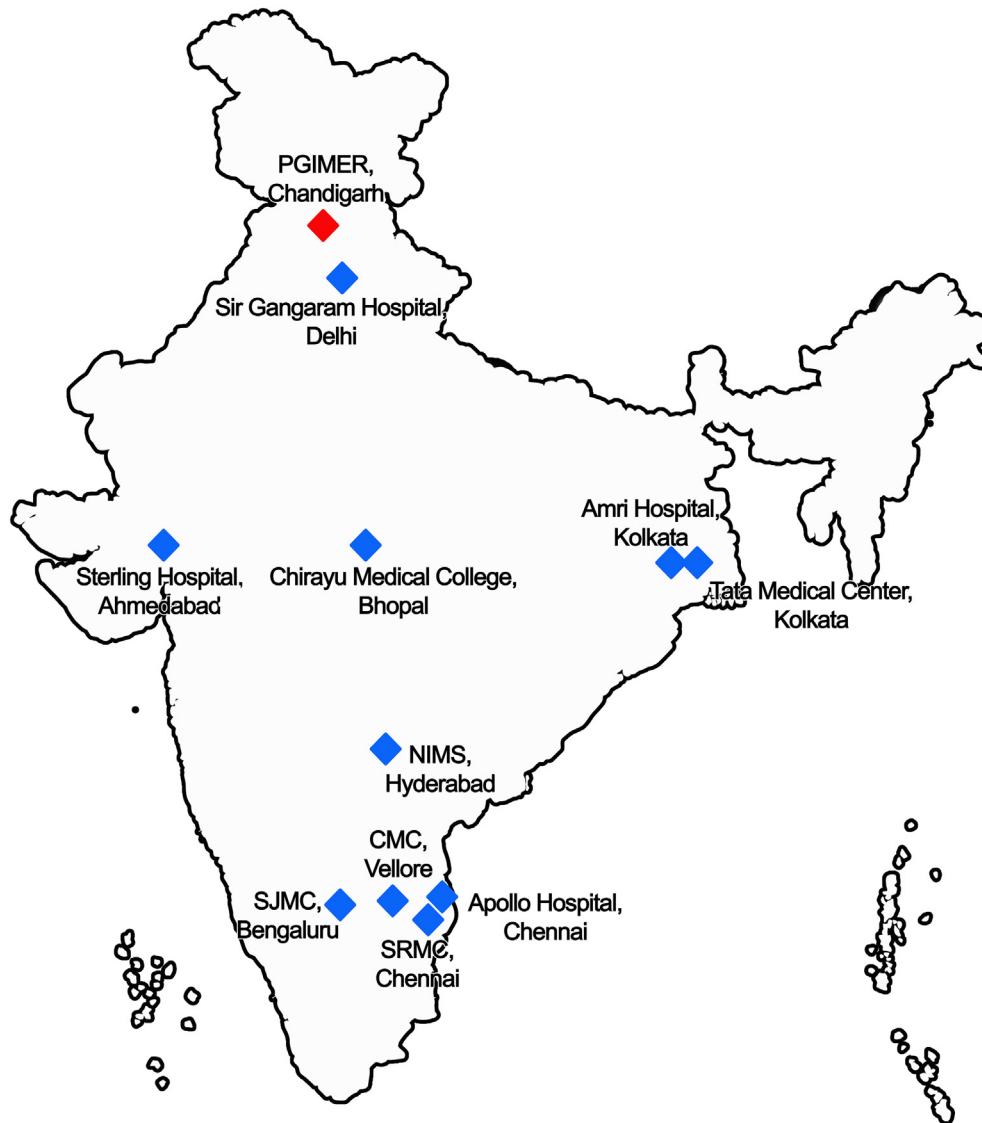 PGIMER,
Chandigarh
Sir Gangaram Hospital,
Delhi
Amri Hospital,
Kolkata
Sterling Hospital,
Ahmedabad
Chirayu Medical College,
Bhopal
Tata Medical Center,
Kolkata
NIMS,
Hyderabad
CMC,
Vellore
SJMC,
Bengaluru
Apollo Hospital,
Chennai
SRMC,
Chennai